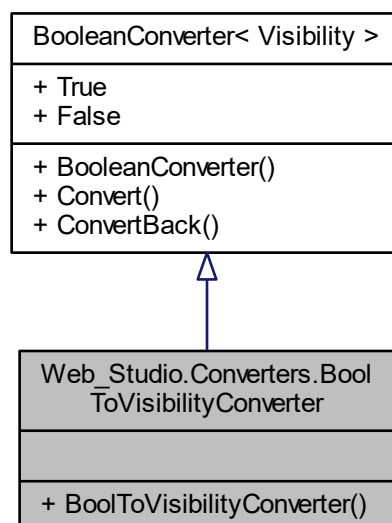 BooleanConverter< Visibility >
+ True
+ False
+ BooleanConverter()
+ Convert()
+ ConvertBack()
Web_Studio.Converters.Bool
ToVisibilityConverter
+ BoolToVisibilityConverter()